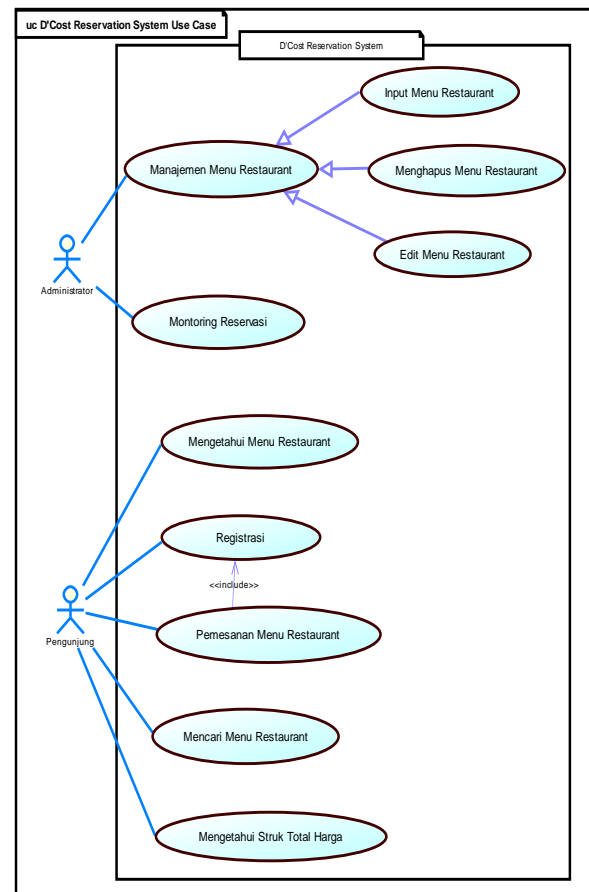 uc D'Cost Reservation System Use Case
D'Cost Reservation System
Input Menu Restaurant
Manajemen Menu Restaurant
Menghapus Menu Restaurant
Edit Menu Restaurant
Administrator
Montoring Reservasi
Mengetahui Menu Restaurant
Registrasi
<<include>>
Pemesanan Menu Restaurant
Pengunjung
Mencari Menu Restaurant
Mengetahui Struk Total Harga